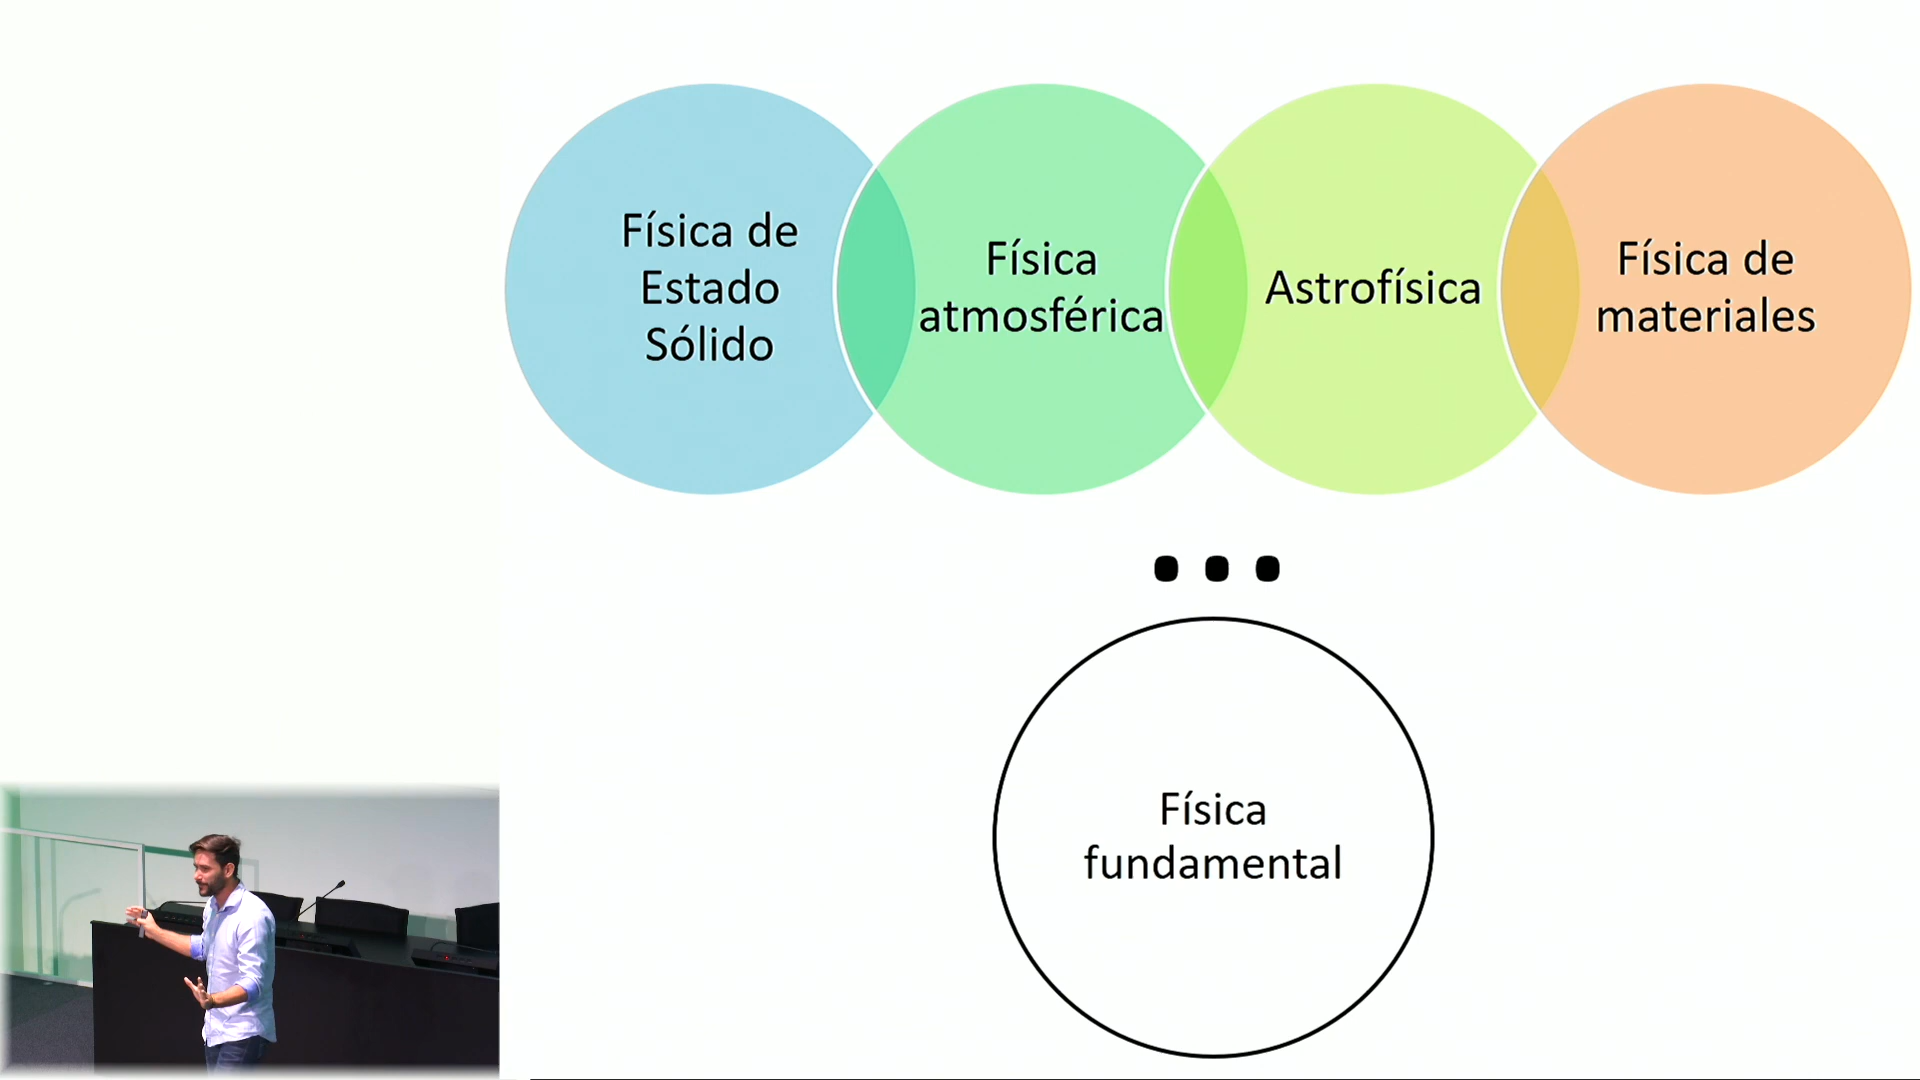 Física de
Estado
Sólido
Física
atmosférica
Astrofísica
Física de
materiales
...
Física
fundamental